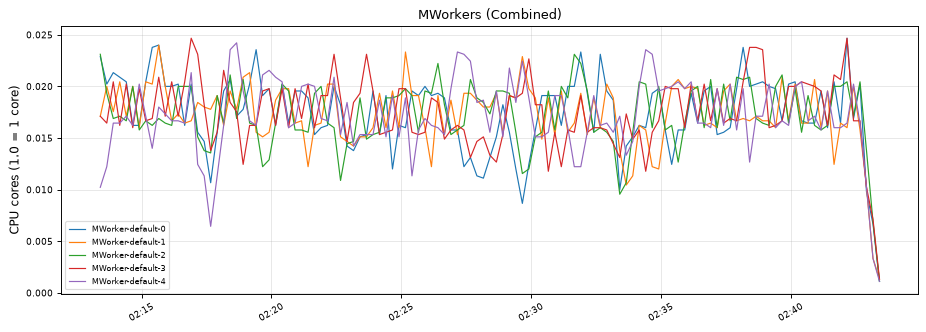 MWorkers (Combined)
CPU cores (1.0 = 1 core)
0.025
0.020
0.015
0.010
0.005
0.000
MWorker-default-0
MWorker-default-1
MWorker-default-2
MWorker-default-3
MWorker-default-4
02:15
02:20
02:25
02:30
02:35
02:40